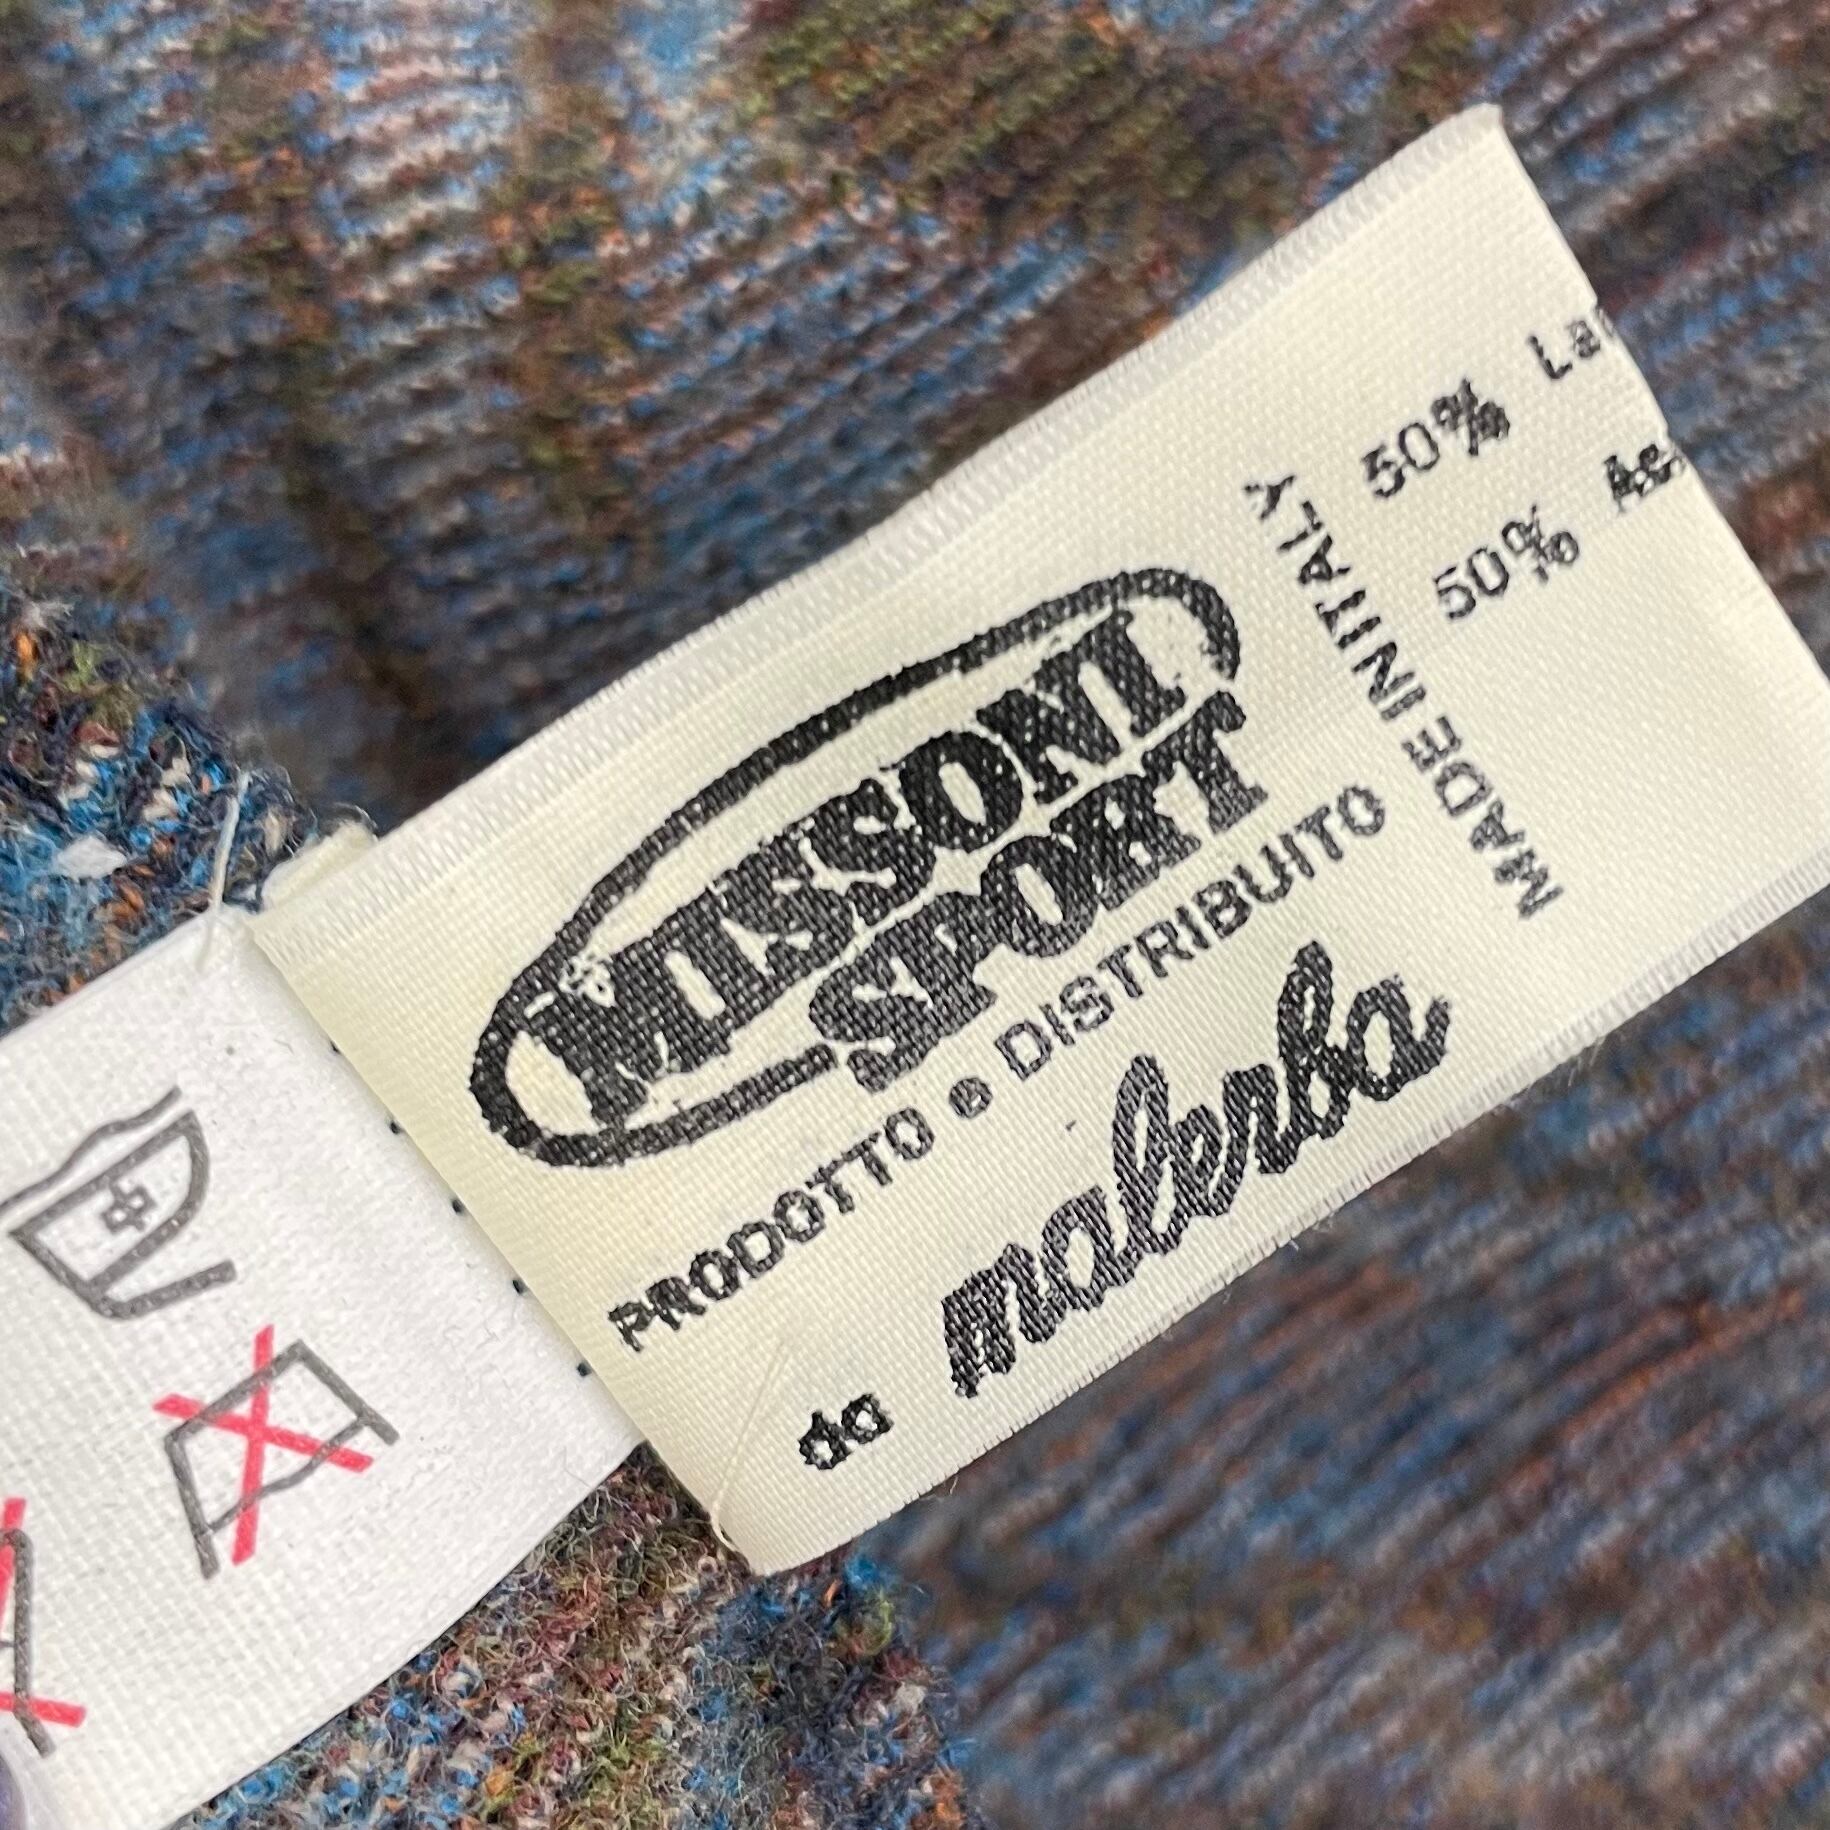 MISSONI
SPORT
PRODOTTO e DISTRIBUITO
da malerba
MADE IN ITALY
50%
50%